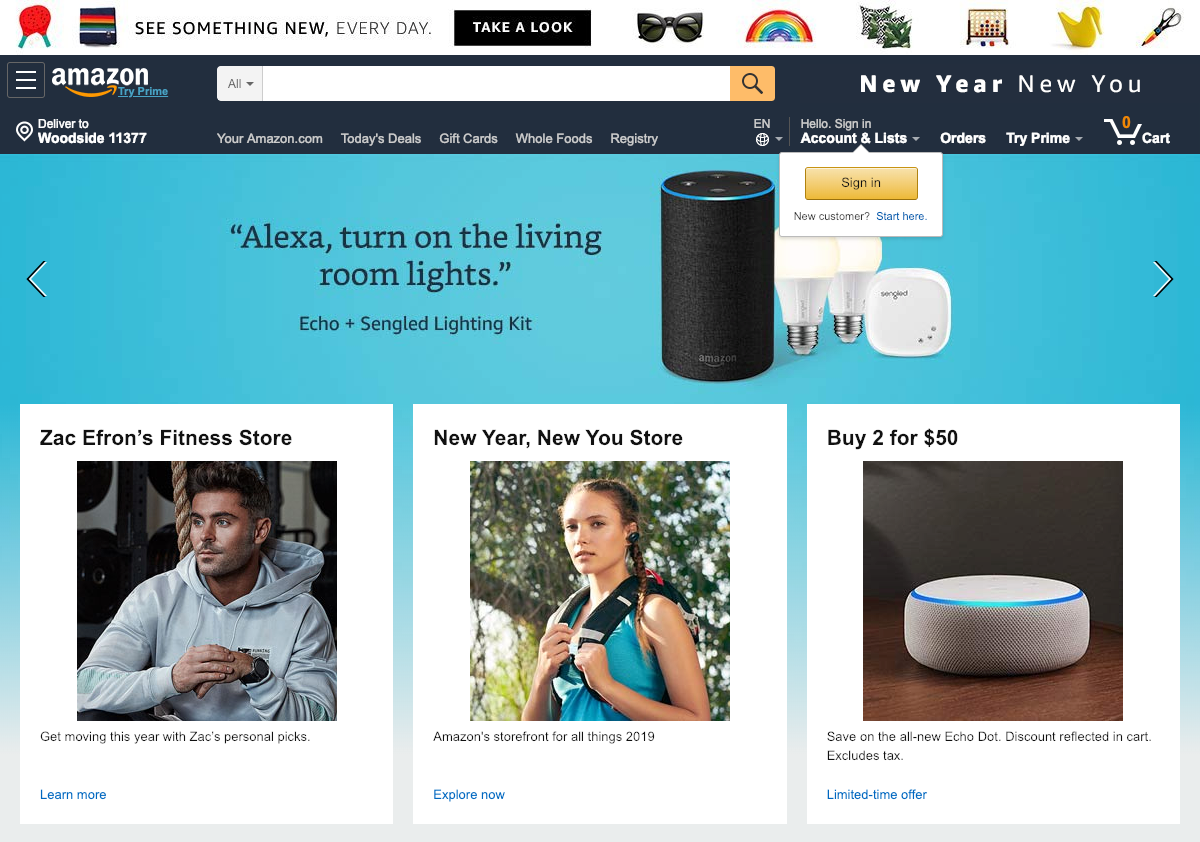 SEE SOMETHING NEW, EVERY DAY.
TAKE A LOOK
amazon
Try Prime
All
New Year New You
Deliver to
Woodside 11377
Your Amazon.com
Today's Deals
Gift Cards
Whole Foods
Registry
EN
Hello. Sign in
Account & Lists
Orders
Try Prime
0
Cart
Sign in
New customer? Start here.
“Alexa, turn on the living
room lights.”
Echo + Sengled Lighting Kit
amazon
sengled
Zac Efron’s Fitness Store
Get moving this year with Zac’s personal picks.
Learn more
New Year, New You Store
Amazon's storefront for all things 2019
Explore now
Buy 2 for $50
Save on the all-new Echo Dot. Discount reflected in cart.
Excludes tax.
Limited-time offer